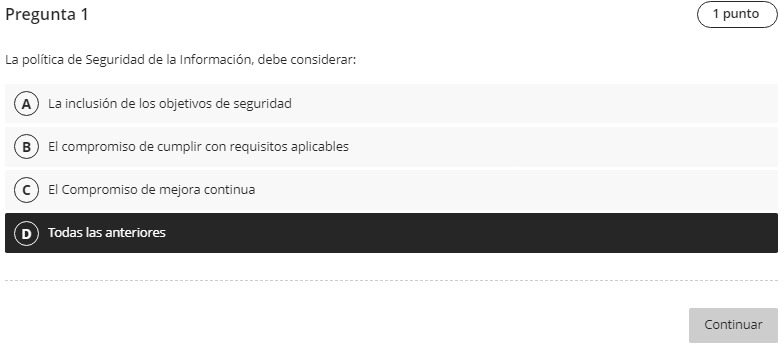 Pregunta 1
1 punto
La política de Seguridad de la Información, debe considerar:
A La inclusión de los objetivos de seguridad
B El compromiso de cumplir con requisitos aplicables
C El Compromiso de mejora continua
D Todas las anteriores
Continuar